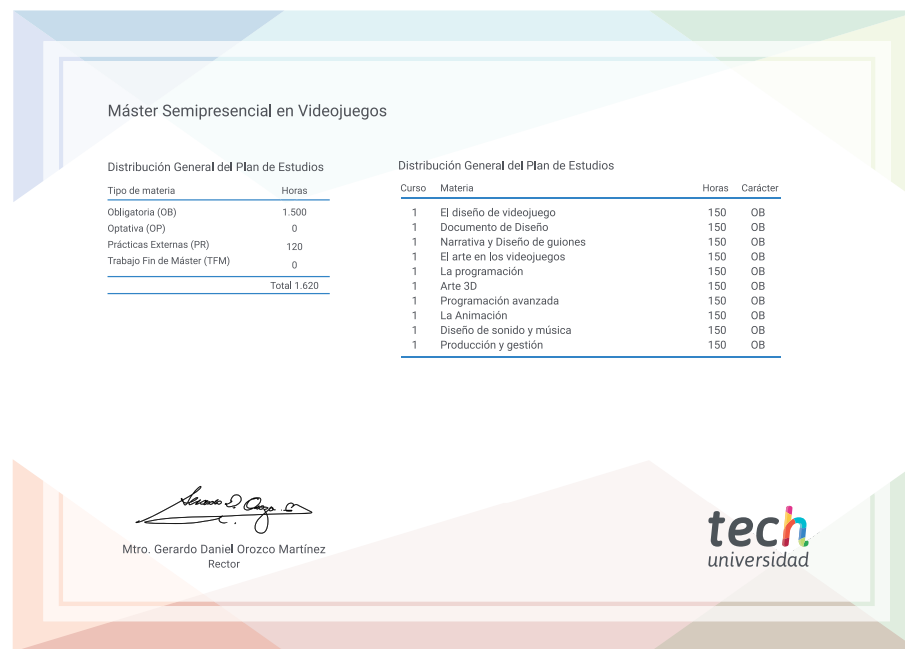 Máster Semipresencial en Videojuegos
Distribución General del Plan de Estudios
Tipo de materia Horas
Obligatoria (OB) 1.500
Optativa (OP) 0
Prácticas Externas (PR) 120
Trabajo Fin de Máster (TFM) 0
Total 1.620
Distribución General del Plan de Estudios
Curso Materia Horas Carácter
1 El diseño de videojuego 150 OB
1 Documento de Diseño 150 OB
1 Narrativa y Diseño de guiones 150 OB
1 El arte en los videojuegos 150 OB
1 La programación 150 OB
1 Arte 3D 150 OB
1 Programación avanzada 150 OB
1 La Animación 150 OB
1 Diseño de sonido y música 150 OB
1 Producción y gestión 150 OB
Mtro. Gerardo Daniel Orozco Martínez
Rector
tech
universidad